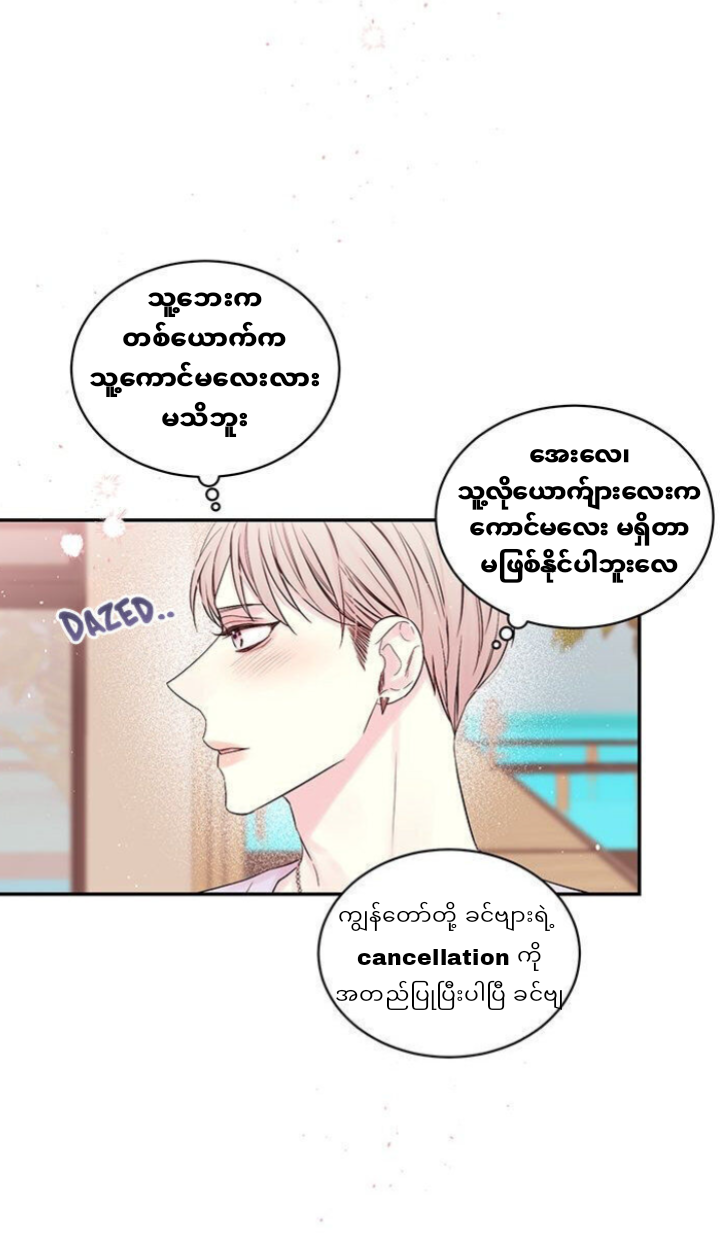 သူ့ဘေးက
တစ်ယောက်က
သူ့ကောင်မလေးလား
မသိဘူး
အေးလေ၊
သူ့လိုယောကျ်ားလေးက
ကောင်မလေး မရှိတာ
မဖြစ်နိုင်ပါဘူးလေ
DAZED..
ကျွန်တော်တို့ ခင်ဗျားရဲ့
cancellation ကို
အတည်ပြုပြီးပါပြီ ခင်ဗျ